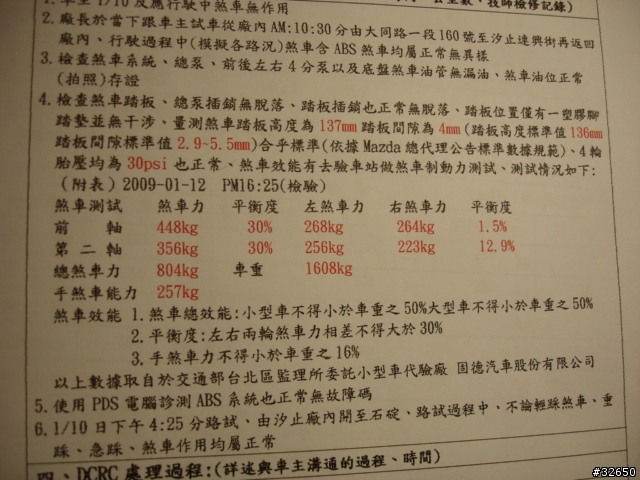 1.車主1/10反應行駛中煞車無作用
2.廠長於當下跟車主試車從廠內AM:10:30分由大同路一段160號至汐止連興街再返回
廠內、行駛過程中(模擬各路況)煞車含ABS煞車均屬正常無異樣
3.檢查煞車系統、總泵、前後左右4分泵以及底盤煞車油管無漏油、煞車油位正常
(拍照)存證
4.檢查煞車踏板、總泵插銷無脫落、踏板插銷也正常無脫落、踏板位置僅有一塑膠腳
踏墊並無干涉、量測煞車踏板高度為137mm踏板間隙為4mm(踏板高度標準值136mm
踏板間隙標準值2.9~5.5mm)合乎標準(依據Mazda總代理公告標準數據規範)、4輪
胎壓均為30psi也正常、煞車效能有去驗車站做煞車制動力測試、測試情況如下:
(附表)2009-01-12 PM16:25(檢驗)
煞車測試 煞車力 平衡度 左煞車力 右煞車力 平衡度
前 軸 448kg 30% 268kg 264kg 1.5%
第 二 軸 356kg 30% 256kg 223kg 12.9%
總煞車力 804kg 車重 1608kg
手煞車能力 257kg
煞車效能 1.煞車總效能:小型車不得小於車重之50%大型車不得小於車重之50%
2.平衡度:左右兩輪煞車力相差不得大於30%
3.手煞車力不得小於車重之16%
以上數據取自於交通部台北區監理所委託小型車代驗廠 固德汽車股份有限公司
5.使用PDS電腦診測ABS系統也正常無故障碼
6.1/10日下午4:25分路試、由汐止廠內開至石碇、路試過程中、不論輕踩煞車、重
踩、急踩、煞車作用均屬正常
四、DCRC處理過程:(詳述與車主溝通的過程、時間)
#32650